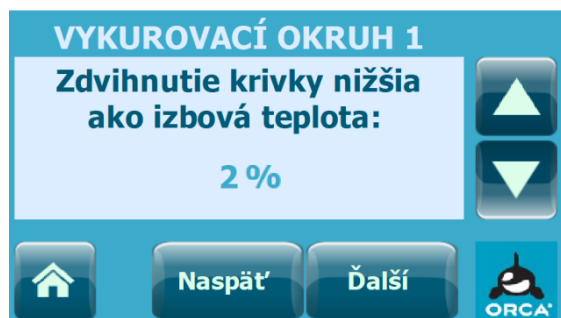 VYKUROVACÍ OKRUH 1
Zdvihnutie krivky nižšia
ako izbová teplota:
2 %
Naspäť
Ďalší
ORCA